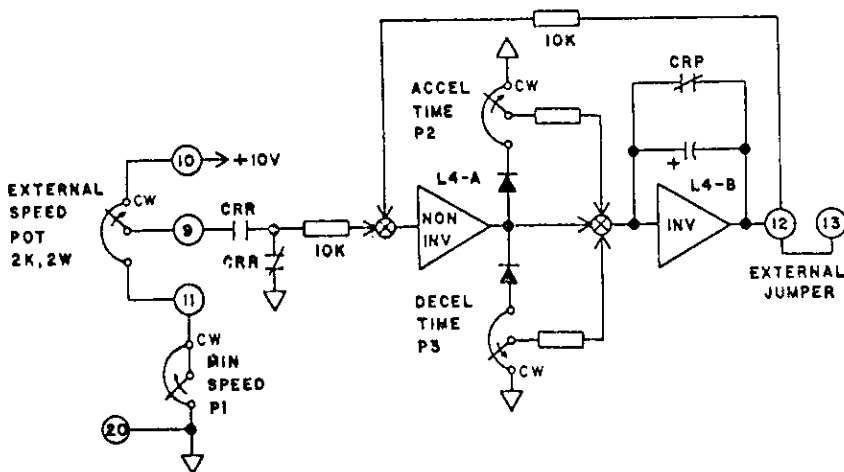 10K
CRP
CW
ACCEL
TIME
P2
10
+10V
L4-A
+
L4-B
EXTERNAL
SPEED
POT
2K, 2W
CW
9
CRR
CRR
10K
NON
INV
INV
12
13
EXTERNAL
JUMPER
11
DECEL
TIME
P3
CW
CW
MIN
SPEED
P1
20